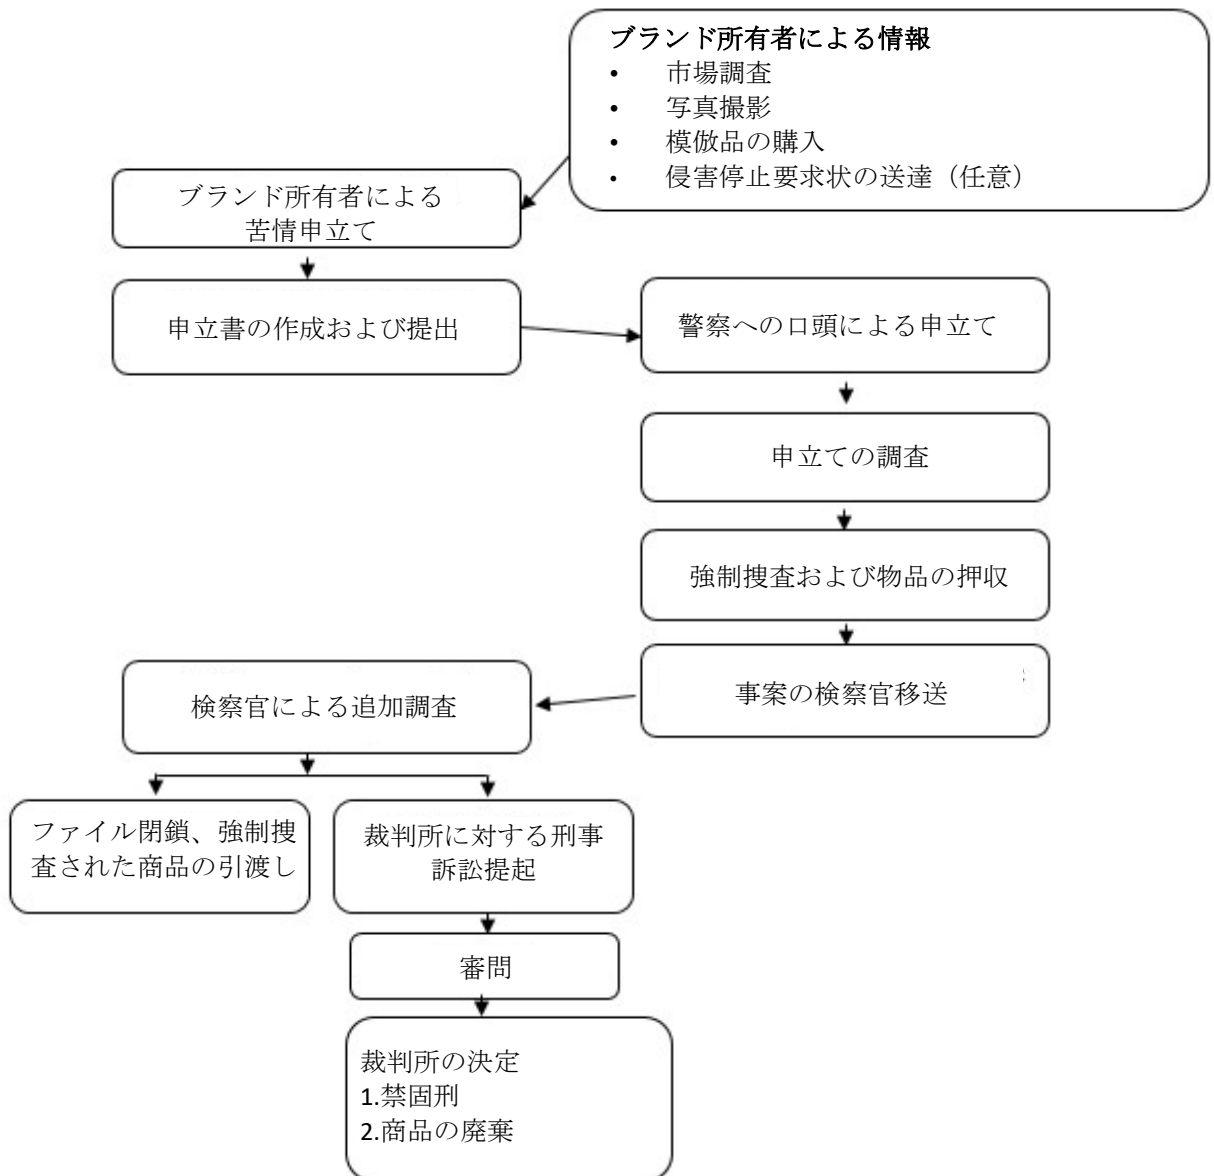 ブランド所有者による情報
• 市場調査
• 写真撮影
• 模倣品の購入
• 侵害停止要求状の送達（任意）
ブランド所有者による
苦情申立て
申立書の作成および提出
警察への口頭による申立て
申立ての調査
強制捜査および物品の押収
事案の検察官移送
検察官による追加調査
ファイル閉鎖、強制捜
査された商品の引渡し
裁判所に対する刑事
訴訟提起
審問
裁判所の決定
1.禁固刑
2.商品の廃棄